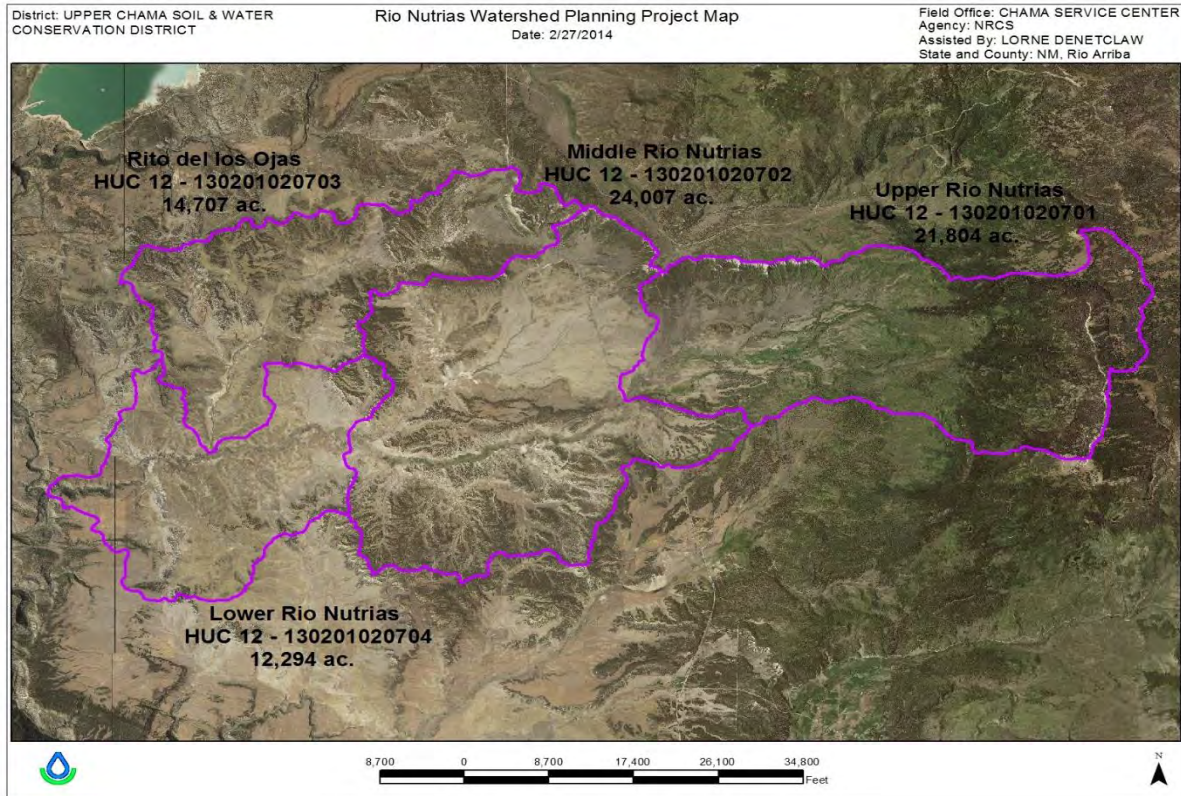 District: UPPER CHAMA SOIL & WATER
CONSERVATION DISTRICT
Rio Nutrias Watershed Planning Project Map
Date: 2/27/2014
Field Office: CHAMA SERVICE CENTER
Agency: NRCS
Assisted By: LORNE DENETCLAW
State and County: NM, Rio Arriba
Rito del los Ojas
HUC 12 - 130201020703
14,707 ac.
Middle Rio Nutrias
HUC 12 - 130201020702
24,007 ac.
Upper Rio Nutrias
HUC 12 - 130201020701
21,804 ac.
Lower Rio Nutrias
HUC 12 - 130201020704
12,294 ac.
8,700 0 8,700 17,400 26,100 34,800
Feet
N